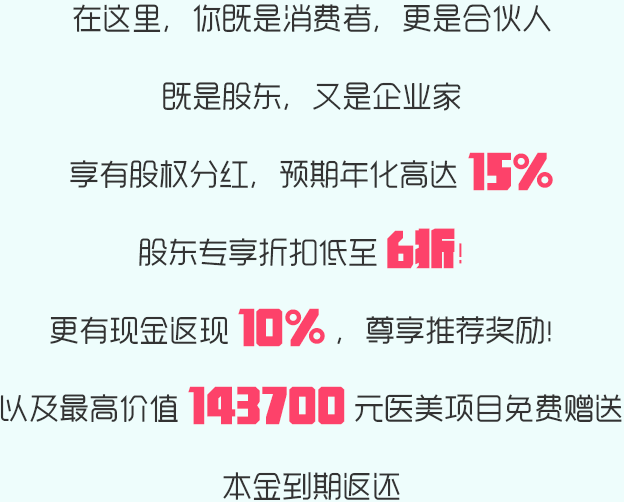 在这里，你既是消费者，更是合伙人
既是股东，又是企业家
享有股权分红，预期年化高达 15%
股东专享折扣低至 6折!
更有现金返现 10% ，尊享推荐奖励!
以及最高价值 143700 元医美项目免费赠送
本金到期返还